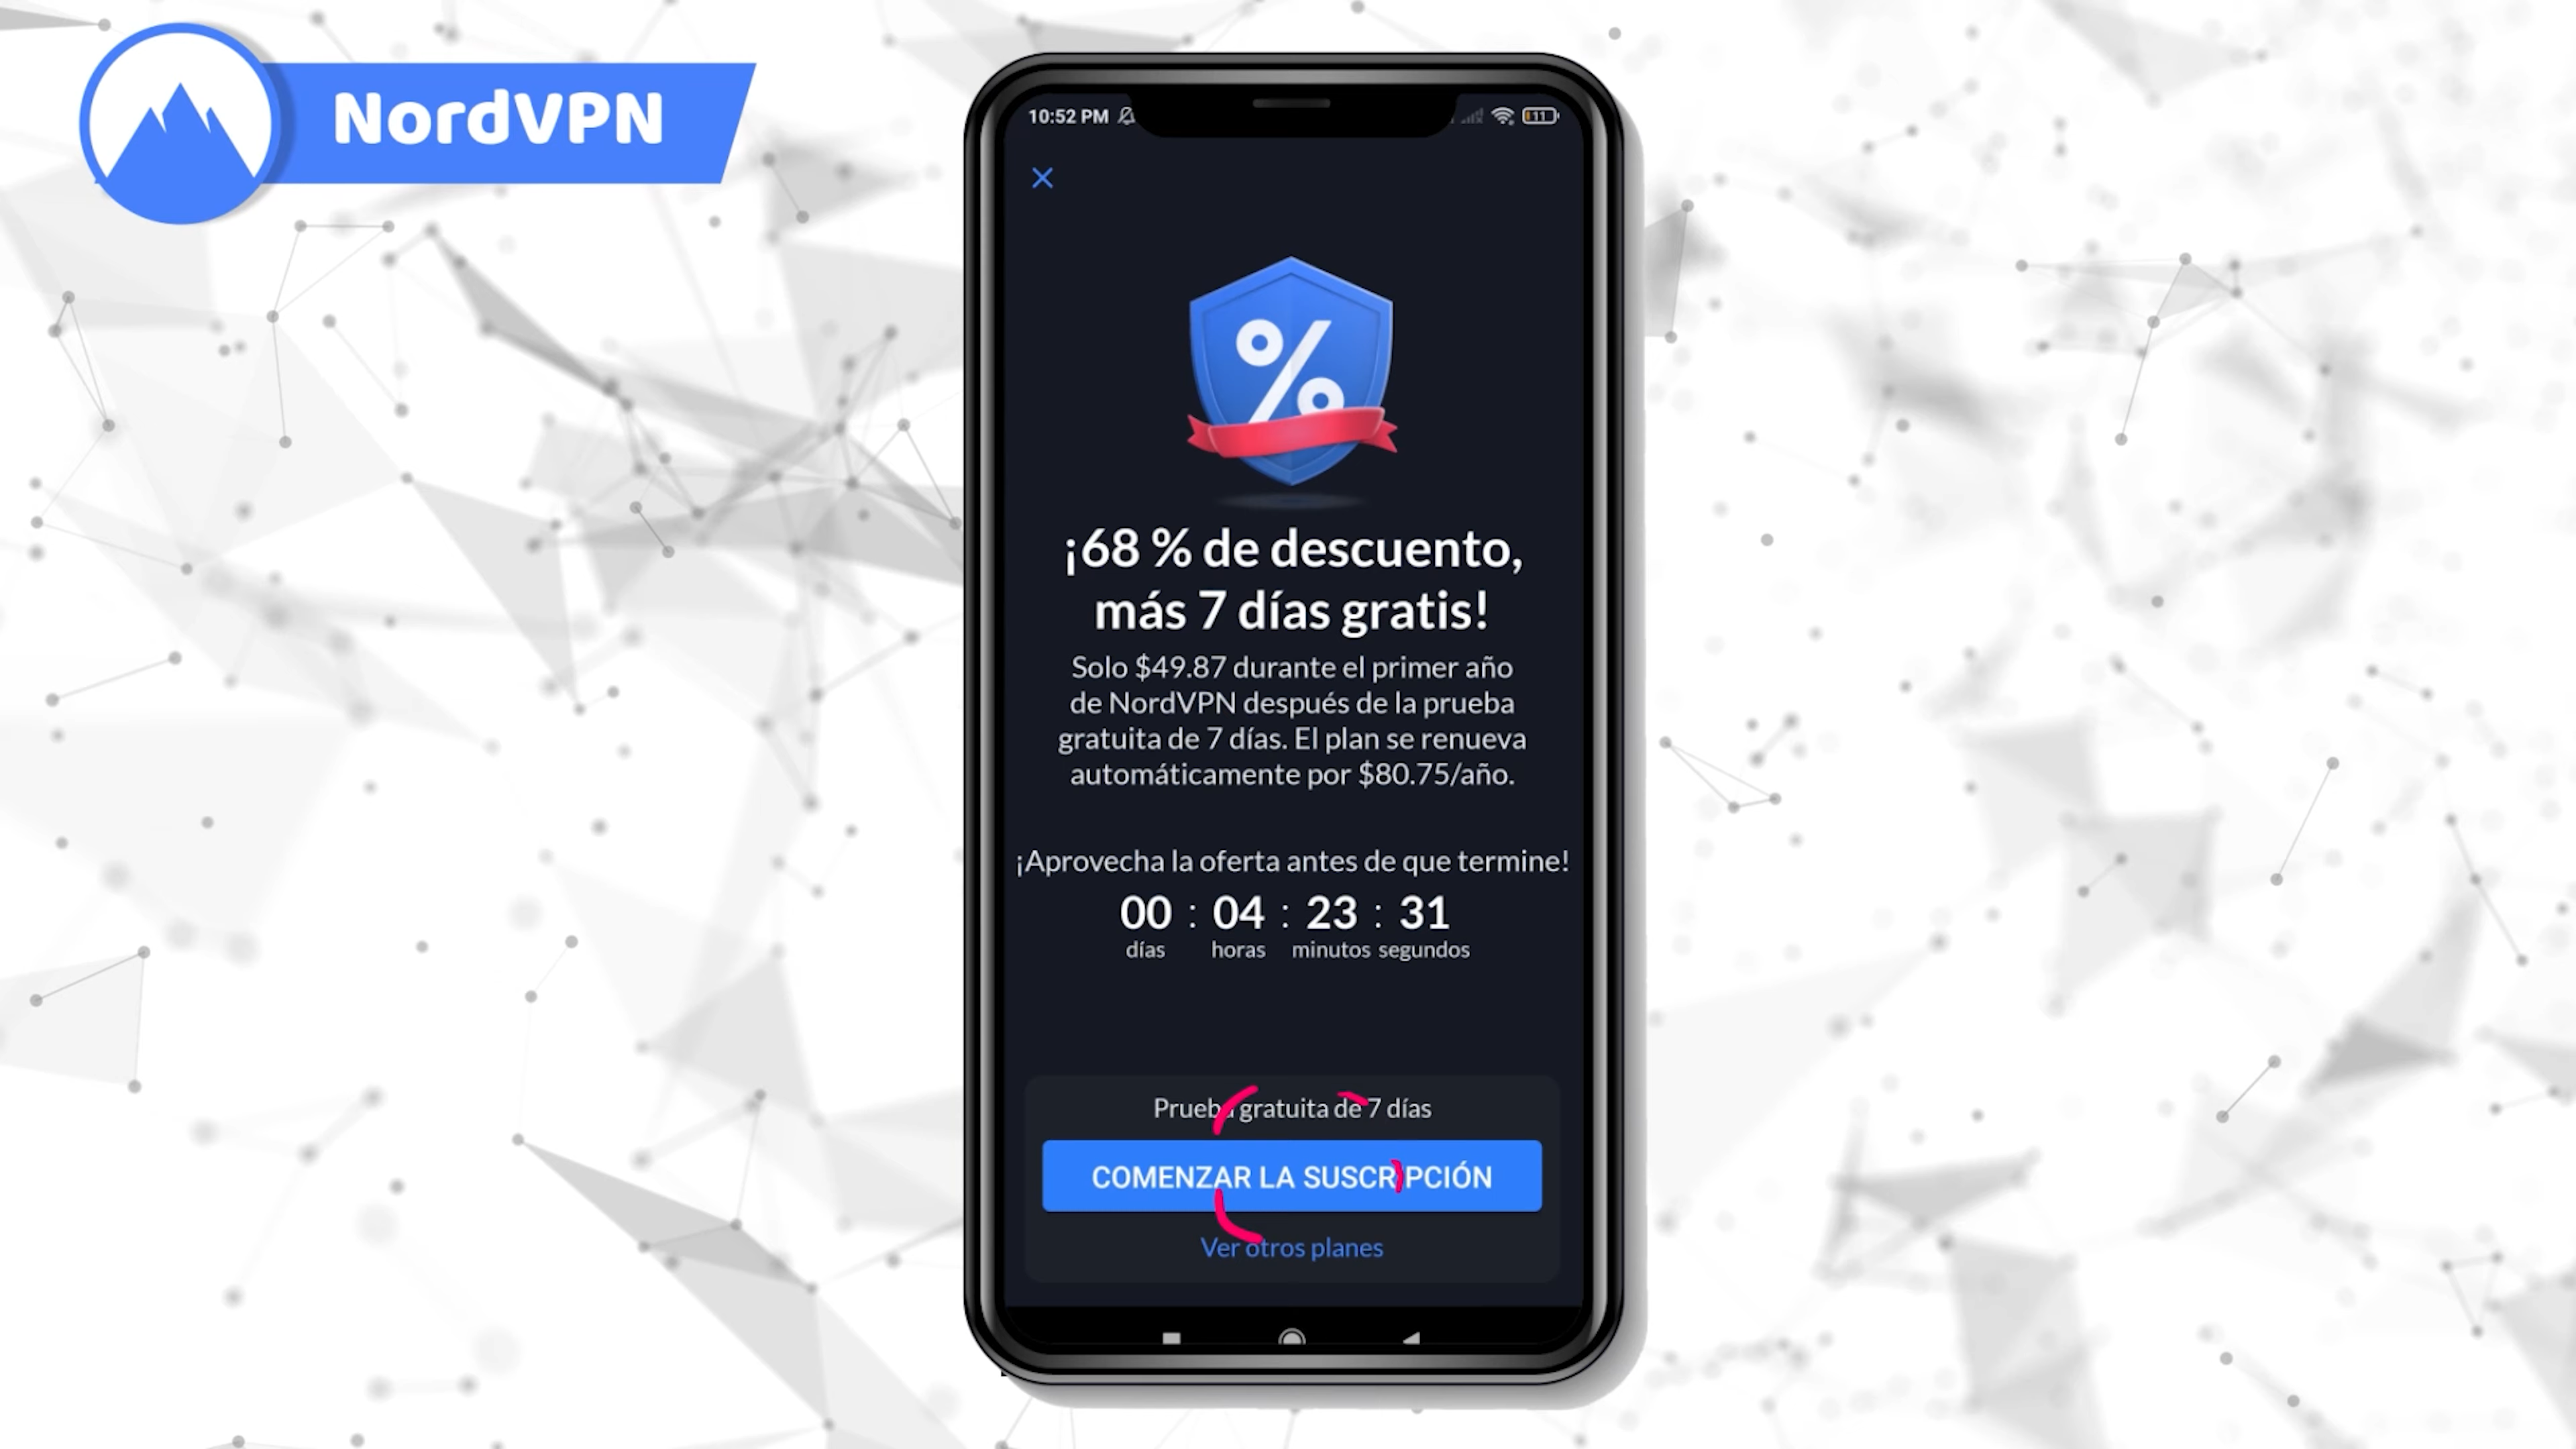 NordVPN
10:52 PM
11
%
¡68 % de descuento,
más 7 días gratis!
Solo $49.87 durante el primer año
de NordVPN después de la prueba
gratuita de 7 días. El plan se renueva
automáticamente por $80.75/año.
¡Aprovecha la oferta antes de que termine!
00 : 04 : 23 : 31
días horas minutos segundos
Prueba gratuita de 7 días
COMENZAR LA SUSCRIPCIÓN
Ver otros planes